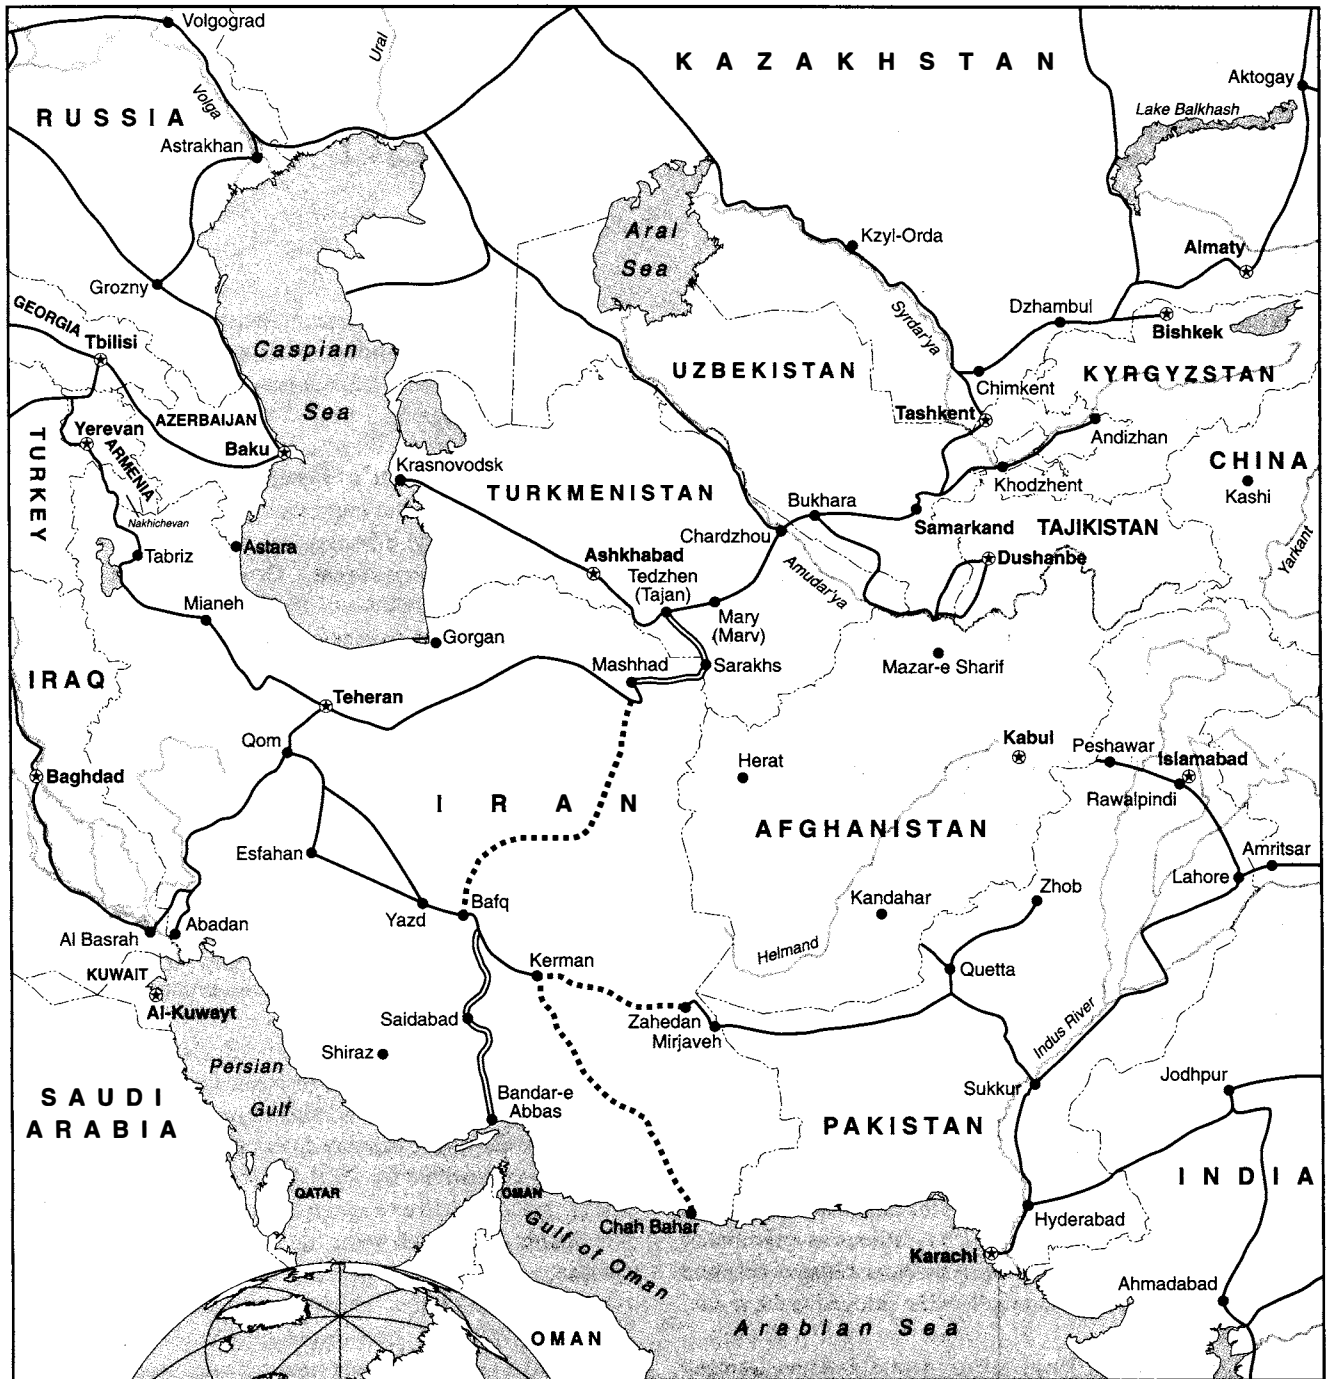 Volgograd
Ural
KAZAKHSTAN
Aktogay
Volga
Lake Balkhash
RUSSIA
Astrakhan
Aral
Sea
Kzyl-Orda
Almaty
Grozny
GEORGIA
Dzhambul
Syrdar'ya
Bishkek
Tbilisi
Caspian
Sea
UZBEKISTAN
KYRGYZSTAN
Chimkent
AZERBAIJAN
Tashkent
Yerevan
ARMENIA
TURKEY
Baku
Andizhan
Krasnovodsk
CHINA
Kashi
Khodzhent
TURKMENISTAN
Bukhara
Nakhichevan
Samarkand
TAJIKISTAN
Chardzhou
Tabriz
Astara
Ashkhabad
Dushanbe
Yarkant
Tedzhen
(Tajan)
Amudar'ya
Mianeh
Mary
(Marv)
Gorgan
Mashhad
Sarakhs
Mazar-e Sharif
IRAQ
Teheran
Qom
Kabul
Peshawar
Islamabad
Herat
Baghdad
Rawalpindi
IRAN
AFGHANISTAN
Esfahan
Amritsar
Lahore
Zhob
Bafq
Yazd
Kandahar
Abadan
Al Basrah
Helmand
Kerman
KUWAIT
Quetta
Al-Kuwayt
Saidabad
Zahedan
Mirjaveh
Indus River
Shiraz
Persian
Gulf
Jodhpur
Sukkur
SAUDI
ARABIA
Bandar-e
Abbas
PAKISTAN
INDIA
QATAR
OMAN
Chah Bahar
Gulf of Oman
Hyderabad
Karachi
Ahmadabad
Arabian Sea
OMAN